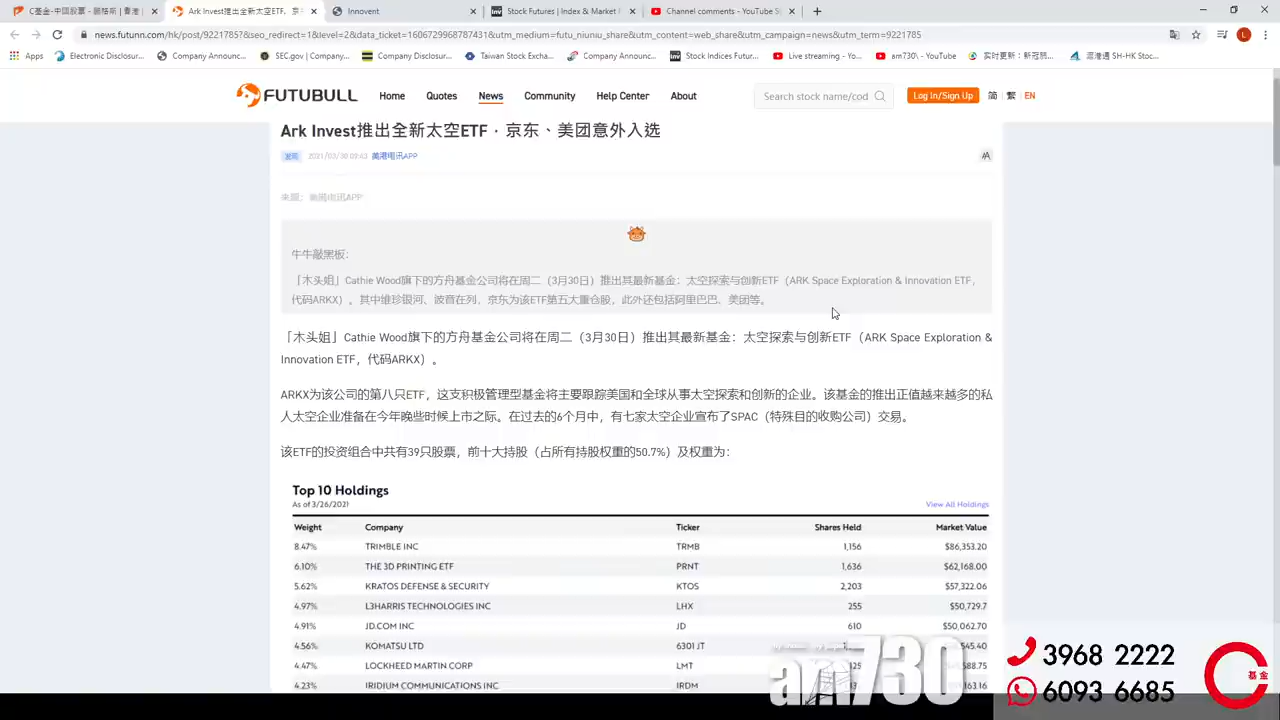 C基金-中国股票 - 顾格斯 | 香港 |
Ark Invest推出全新太空ETF，京
Innovent
Stock Futures | Index & Market F
Channel comments - YouTube S
news.futunn.com/hk/post/9221785?seo_redirect=1&level=2&data_ticket=1606729968787431&utm_medium=futu_niuniu_share&utm_content=web_share&utm_campaign=news&utm_term=9221785
Apps
Electronic Disclosur...
Company Announc...
SEC.gov | Company...
Company Disclosur...
Taiwan Stock Excha...
Company Announc...
Stock Indices Futur...
Live streaming - Yo...
am730\ - YouTube
实时更新：新冠肺...
滬港通 SH-HK Stoc...
FUTUBULL
Home
Quotes
News
Community
Help Center
About
Search stock name/cod
Log In/Sign Up
简 | 繁 | EN
Ark Invest推出全新太空ETF，京东、美团意外入选
发现 2021/03/30 09:43 美港电讯APP
来源：美港电讯APP
牛牛敲黑板：
「木头姐」Cathie Wood旗下的方舟基金公司将在周二（3月30日）推出其最新基金：太空探索与创新ETF（ARK Space Exploration & Innovation ETF，
代码ARKX）。其中维珍银河、波音在列，京东为该ETF第五大重仓股，此外还包括阿里巴巴、美团等。
「木头姐」Cathie Wood旗下的方舟基金公司将在周二（3月30日）推出其最新基金：太空探索与创新ETF（ARK Space Exploration &
Innovation ETF，代码ARKX）。
ARKX为该公司的第八只ETF，这支积极管理型基金将主要跟踪美国和全球从事太空探索和创新的企业。该基金的推出正值越来越多的私
人太空企业准备在今年晚些时候上市之际。在过去的6个月中，有七家太空企业宣布了SPAC（特殊目的收购公司）交易。
该ETF的投资组合中共有39只股票，前十大持股（占所有持股权重的50.7%）及权重为：
Top 10 Holdings
As of 3/26/2021
View All Holdings
Weight Company Ticker Shares Held Market Value
8.47% TRIMBLE INC TRMB 1,156 $86,353.20
6.10% THE 3D PRINTING ETF PRNT 1,636 $62,168.00
5.62% KRATOS DEFENSE & SECURITY KTOS 2,203 $57,322.06
4.97% L3HARRIS TECHNOLOGIES INC LHX 255 $50,729.7
4.91% JD.COM INC JD 610 $50,062.70
4.56% KOMATSU LTD 6301 JT
4.47% LOCKHEED MARTIN CORP LMT
4.23% IRIDIUM COMMUNICATIONS INC IRDM
am730
3968 2222
6093 6685
基金